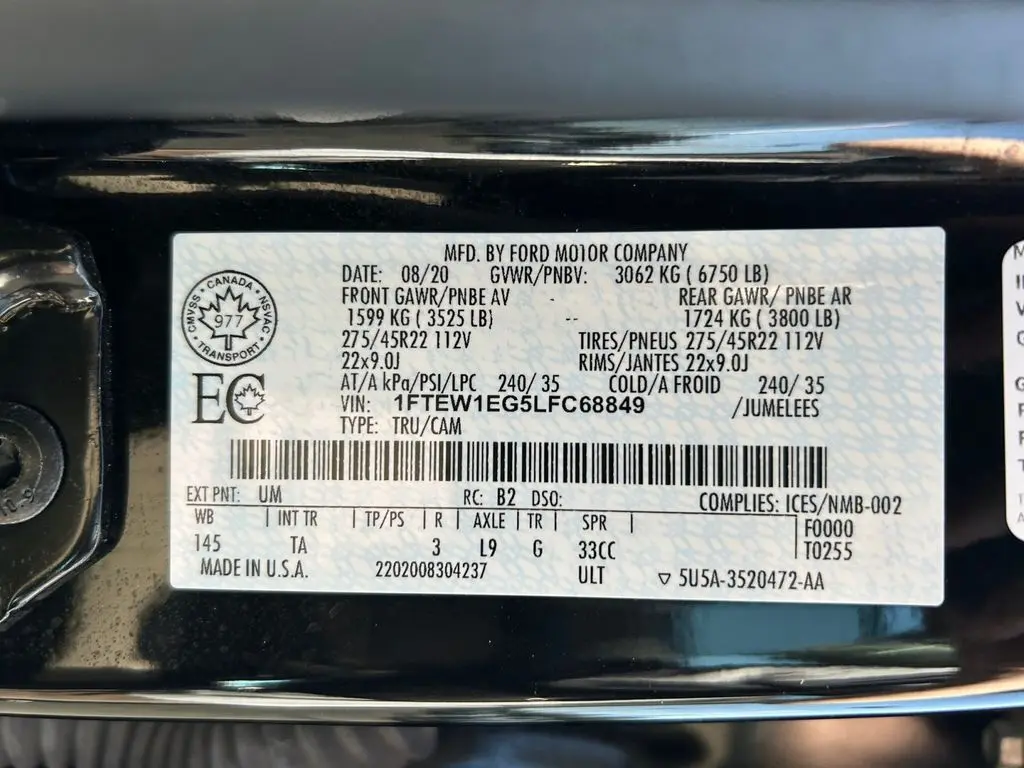 MFD. BY FORD MOTOR COMPANY
DATE: 08/20 GVWR/PNBV: 3062 KG ( 6750 LB)
FRONT GAWR/PNBE AV - REAR GAWR/ PNBE AR
1599 KG ( 3525 LB) -- 1724 KG ( 3800 LB)
275/45R22 112V TIRES/PNEUS 275/45R22 112V
22x9.0J RIMS/JANTES 22x9.0J
AT/A kPa/PSI/LPC 240/ 35 COLD/A FROID 240/ 35
VIN: 1FTEW1EG5LFC68849 /JUMELEES
TYPE: TRU/CAM
CANADA
CMVSS NSVAC
977
TRANSPORT
EC
EXT PNT: UM RC: B2 DSO: COMPLIES: ICES/NMB-002
WB | INT TR | TP/PS | R | AXLE | TR | SPR | F0000
145 TA 3 L9 G 33CC T0255
MADE IN U.S.A. 2202008304237 ULT ▽ 5U5A-3520472-AA
10.9